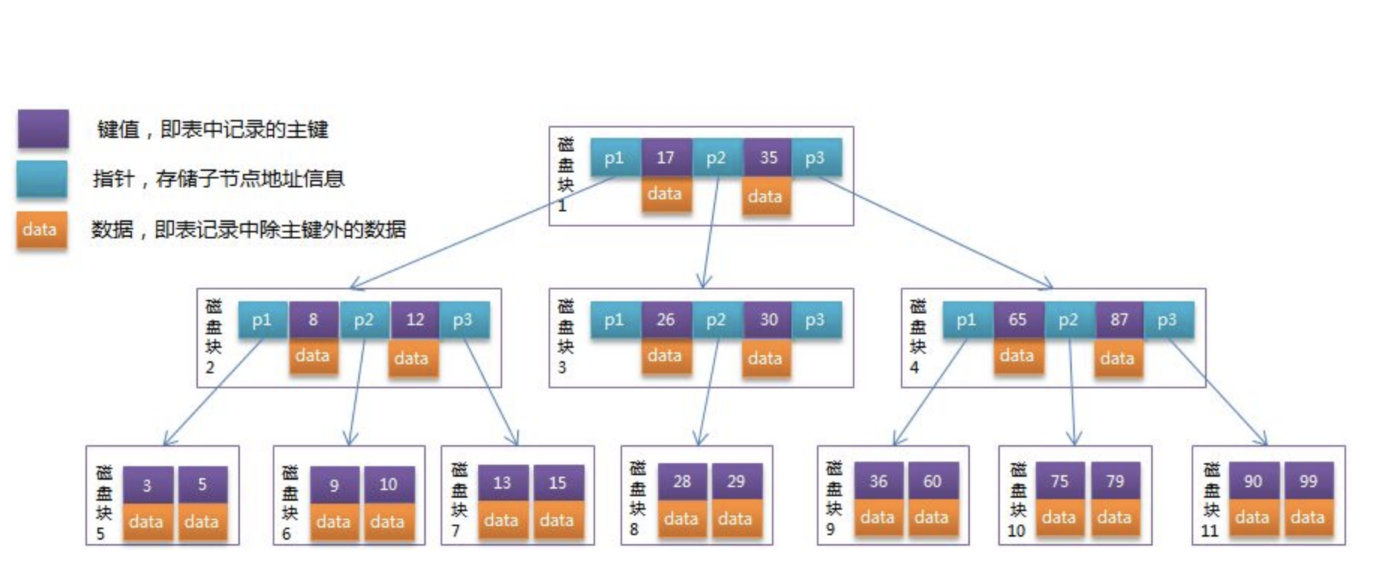 键值，即表中记录的主键
指针，存储子节点地址信息
data 数据，即表记录中除主键外的数据
磁盘块1
p1 17 p2 35 p3
data data
磁盘块2
p1 8 p2 12 p3
data data
磁盘块3
p1 26 p2 30 p3
data data
磁盘块4
p1 65 p2 87 p3
data data
磁盘块5
3 5
data data
磁盘块6
9 10
data data
磁盘块7
13 15
data data
磁盘块8
28 29
data data
磁盘块9
36 60
data data
磁盘块10
75 79
data data
磁盘块11
90 99
data data